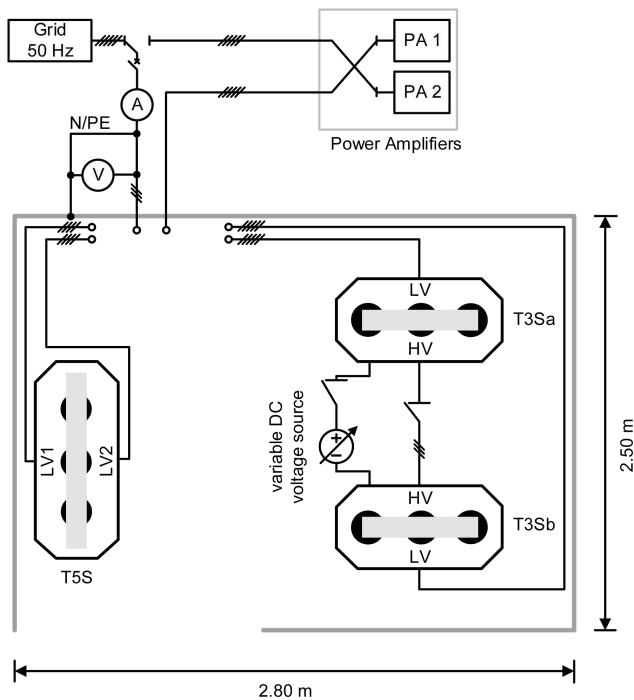 Grid
50 Hz
PA 1
PA 2
Power Amplifiers
A
N/PE
V
LV
T3Sa
HV
variable DC
voltage source
+
−
LV1
LV2
T5S
HV
T3Sb
LV
2.50 m
2.80 m